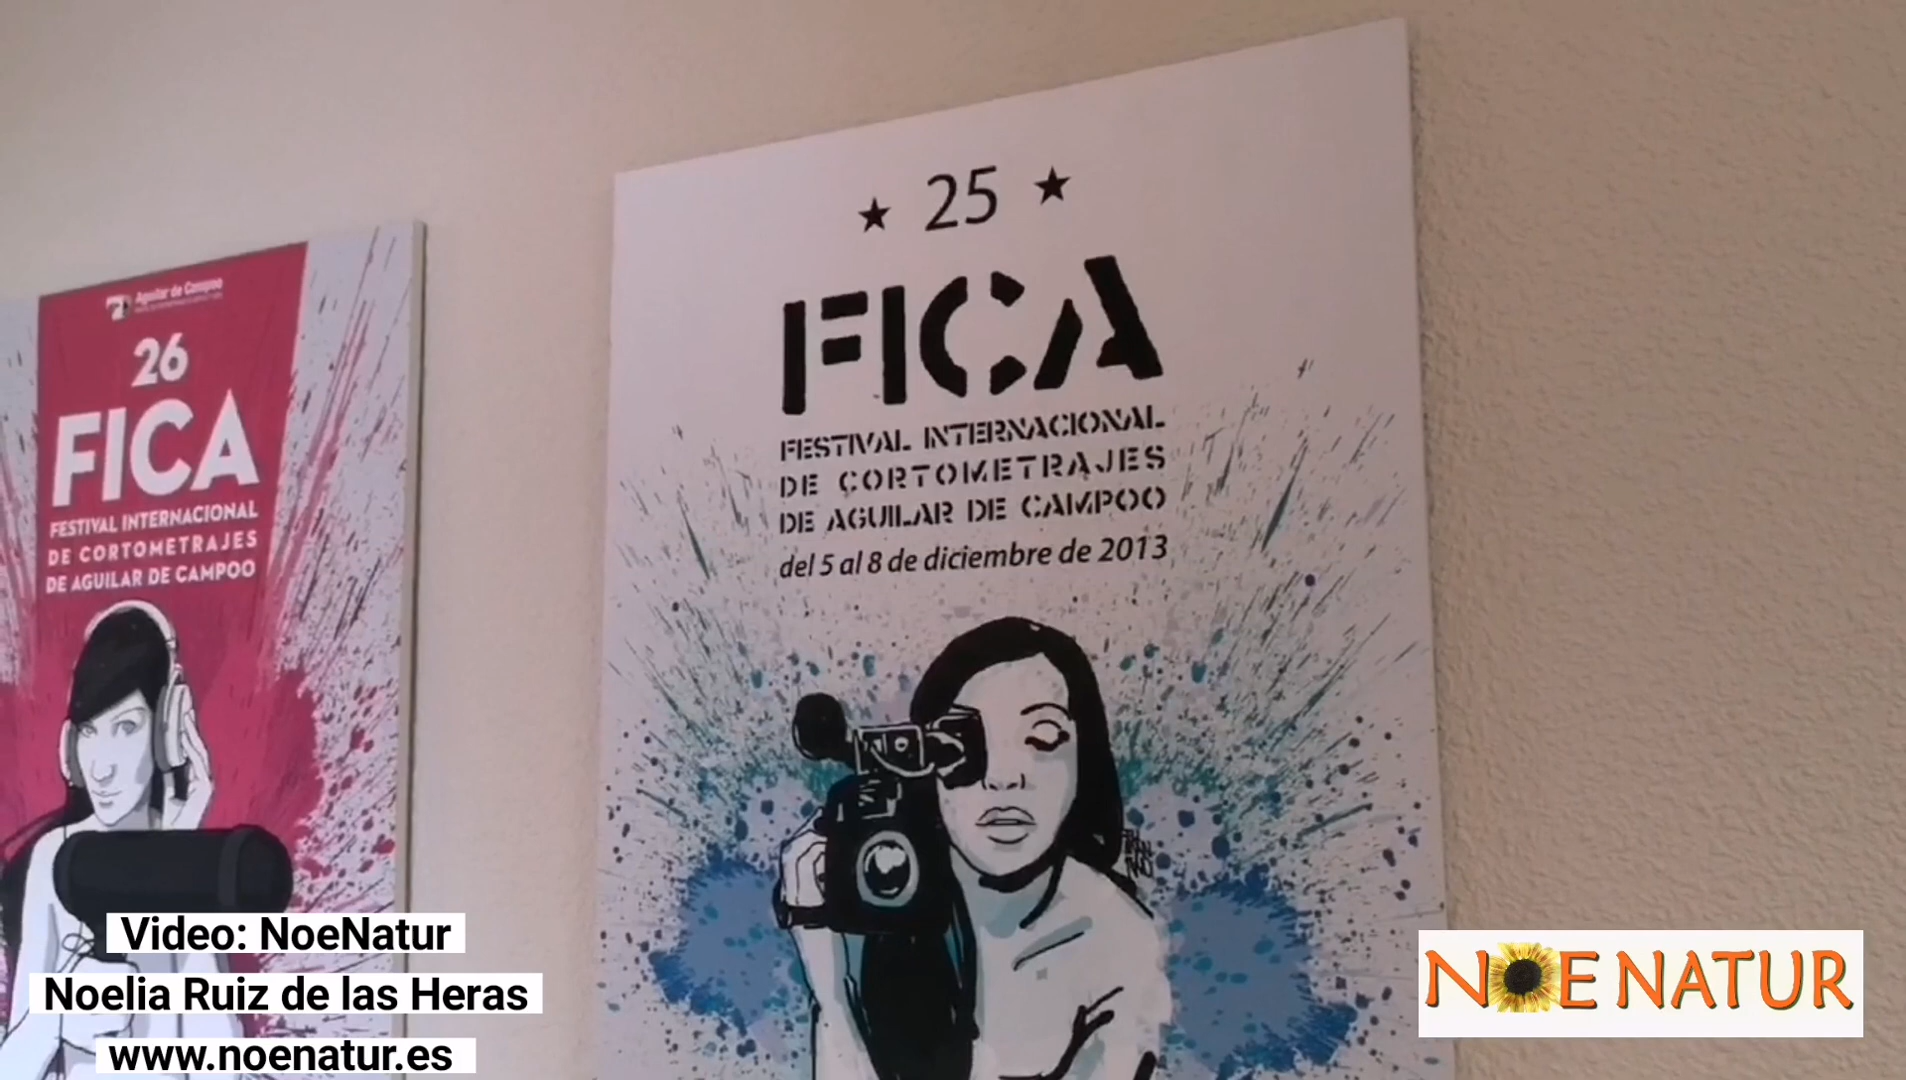 Aguilar de Campoo
26
FICA
FESTIVAL INTERNACIONAL
DE CORTOMETRAJES
DE AGUILAR DE CAMPOO
★ 25 ★
FICA
FESTIVAL INTERNACIONAL
DE CORTOMETRAJES
DE AGUILAR DE CAMPOO
del 5 al 8 de diciembre de 2013
Video: NoeNatur
Noelia Ruiz de las Heras
www.noenatur.es
NOE NATUR